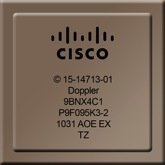 CISCO
© 15-14713-01
Doppler
9BNX4C1
P9F095K3-2
1031 AOE EX
TZ